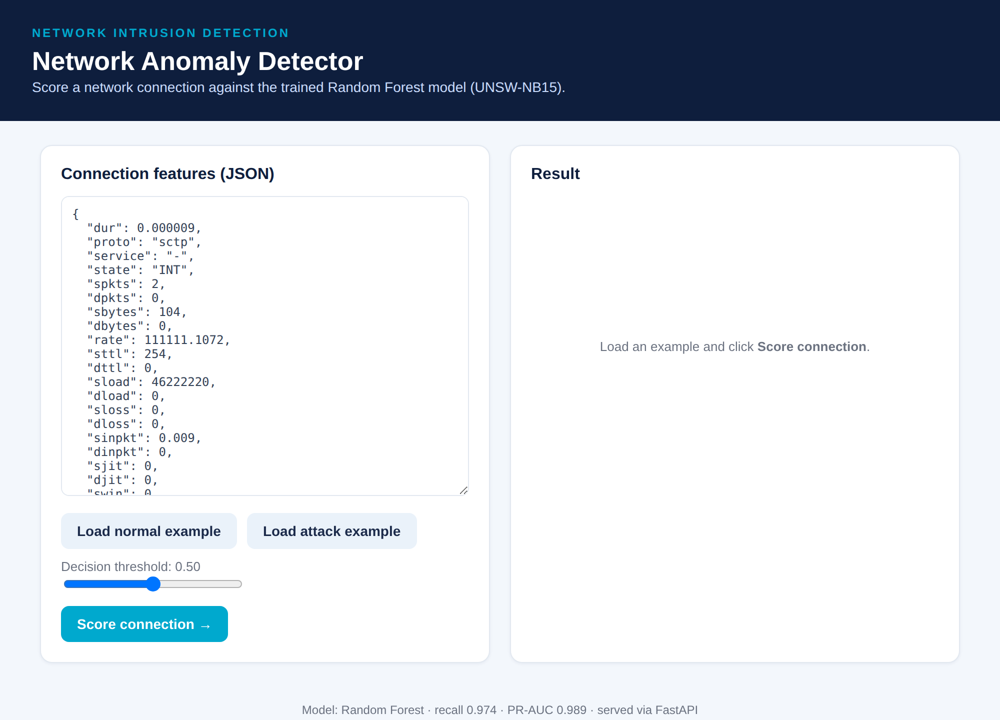 NETWORK INTRUSION DETECTION
Network Anomaly Detector
Score a network connection against the trained Random Forest model (UNSW-NB15).
Connection features (JSON)
{
  "dur": 0.000009,
  "proto": "sctp",
  "service": "-",
  "state": "INT",
  "spkts": 2,
  "dpkts": 0,
  "sbytes": 104,
  "dbytes": 0,
  "rate": 111111.1072,
  "sttl": 254,
  "dttl": 0,
  "sload": 46222220,
  "dload": 0,
  "sloss": 0,
  "dloss": 0,
  "sinpkt": 0.009,
  "dinpkt": 0,
  "sjit": 0,
  "djit": 0,
  "swin": 0
Load normal example
Load attack example
Decision threshold: 0.50
Score connection →
Result
Load an example and click Score connection.
Model: Random Forest · recall 0.974 · PR-AUC 0.989 · served via FastAPI